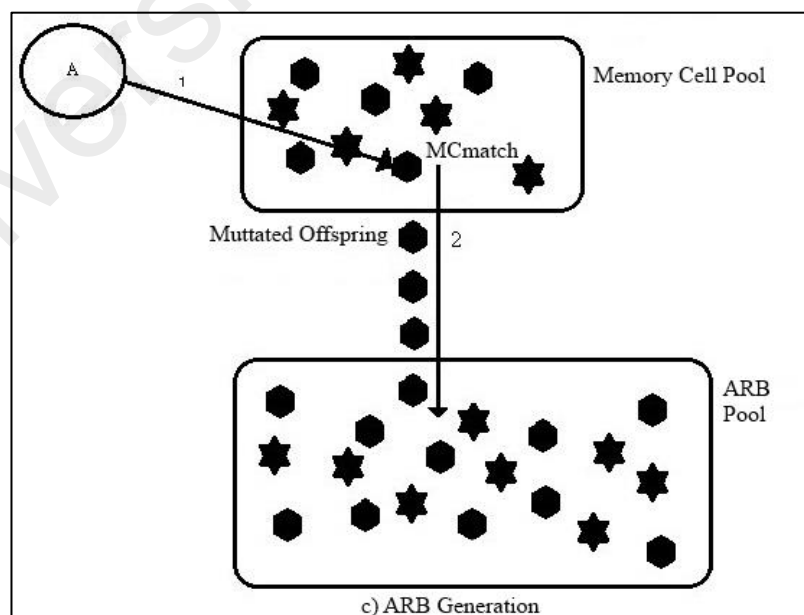 A
1
Memory Cell Pool
MCmatch
Muttated Offspring
2
ARB
Pool
c) ARB Generation